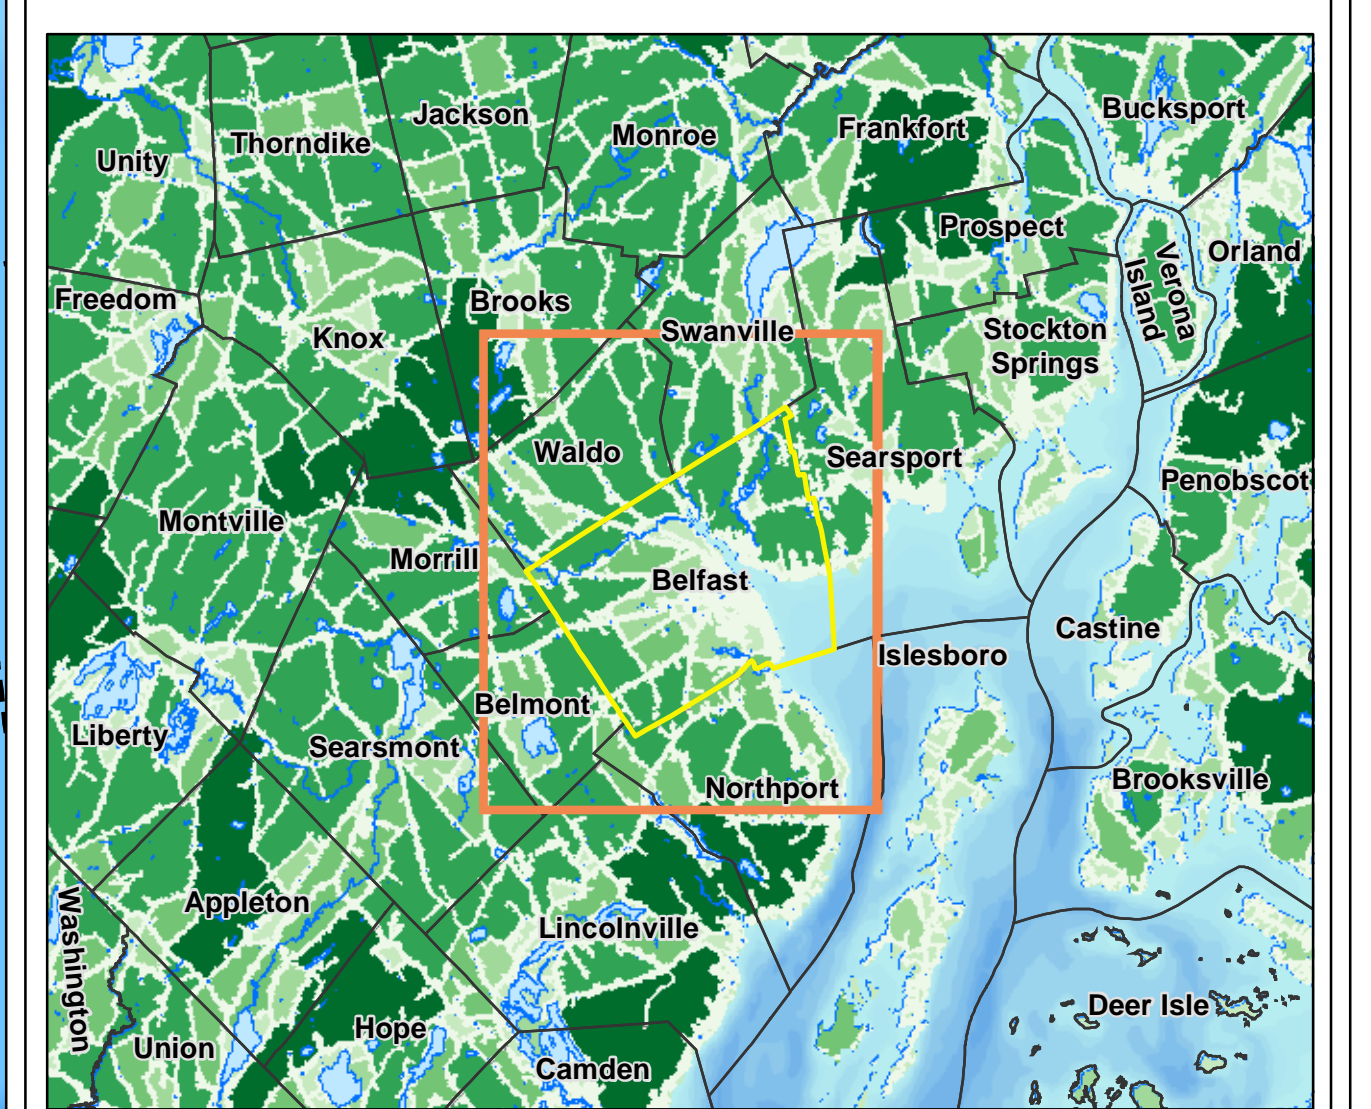 Bucksport
Jackson
Frankfort
Monroe
Thorndike
Unity
Prospect
Orland
Verona
Island
Freedom
Brooks
Swanville
Stockton
Springs
Knox
Waldo
Searsport
Penobscot
Montville
Morrill
Belfast
Castine
Islesboro
Belmont
Liberty
Searsmont
Northport
Brooksville
Appleton
Washington
Lincolnville
Deer Isle
Hope
Union
Camden